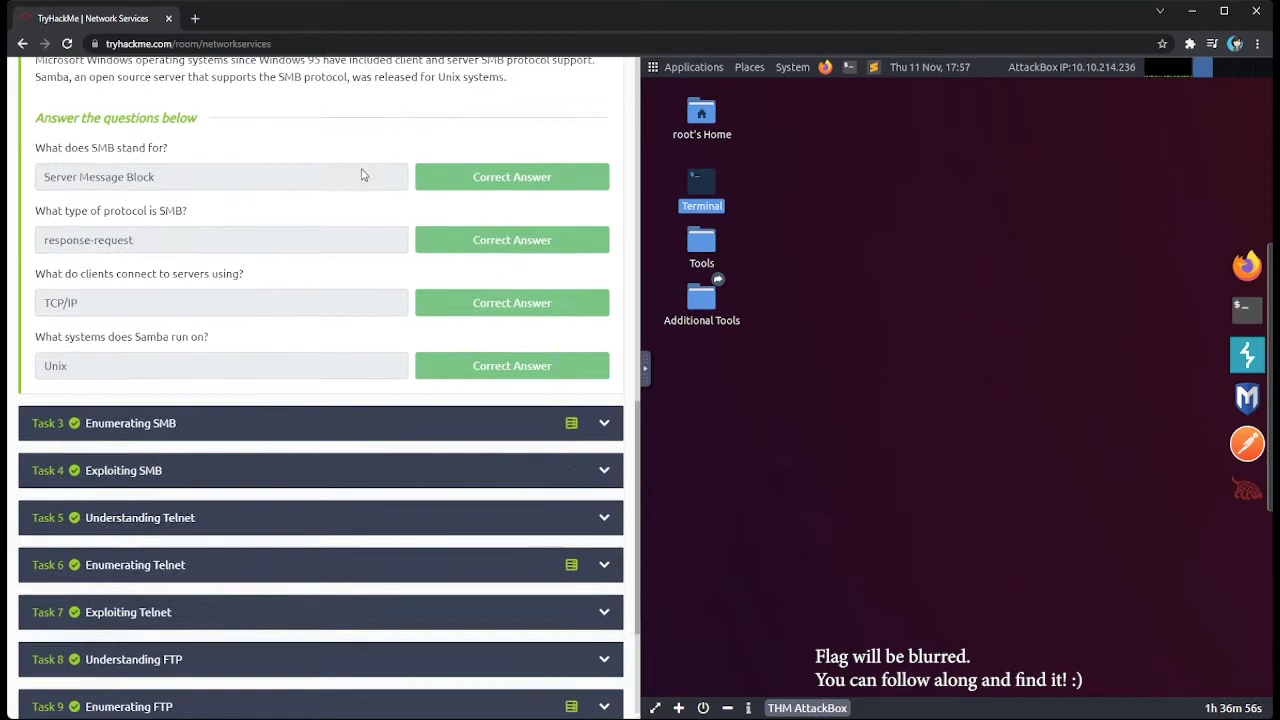 TryHackMe | Network Services
tryhackme.com/room/networkservices
Microsoft Windows operating systems since Windows 95 have included client and server SMB protocol support.
Samba, an open source server that supports the SMB protocol, was released for Unix systems.
Answer the questions below
What does SMB stand for?
Server Message Block
Correct Answer
What type of protocol is SMB?
response-request
Correct Answer
What do clients connect to servers using?
TCP/IP
Correct Answer
What systems does Samba run on?
Unix
Correct Answer
Task 3 Enumerating SMB
Task 4 Exploiting SMB
Task 5 Understanding Telnet
Task 6 Enumerating Telnet
Task 7 Exploiting Telnet
Task 8 Understanding FTP
Task 9 Enumerating FTP
Applications Places System Thu 11 Nov, 17:57 AttackBox IP:10.10.214.236
root's Home
Terminal
Tools
Additional Tools
Flag will be blurred.
You can follow along and find it! :)
THM AttackBox 1h 36m 56s